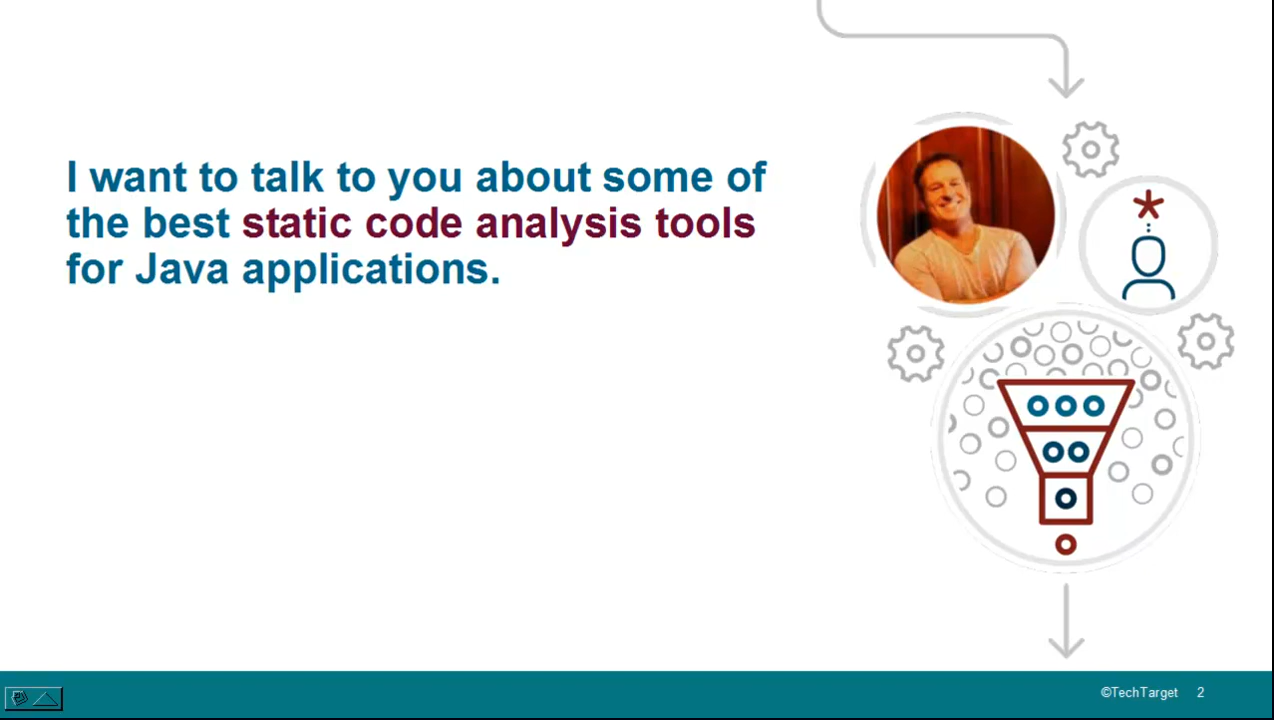 I want to talk to you about some of
the best static code analysis tools
for Java applications.
©TechTarget 2